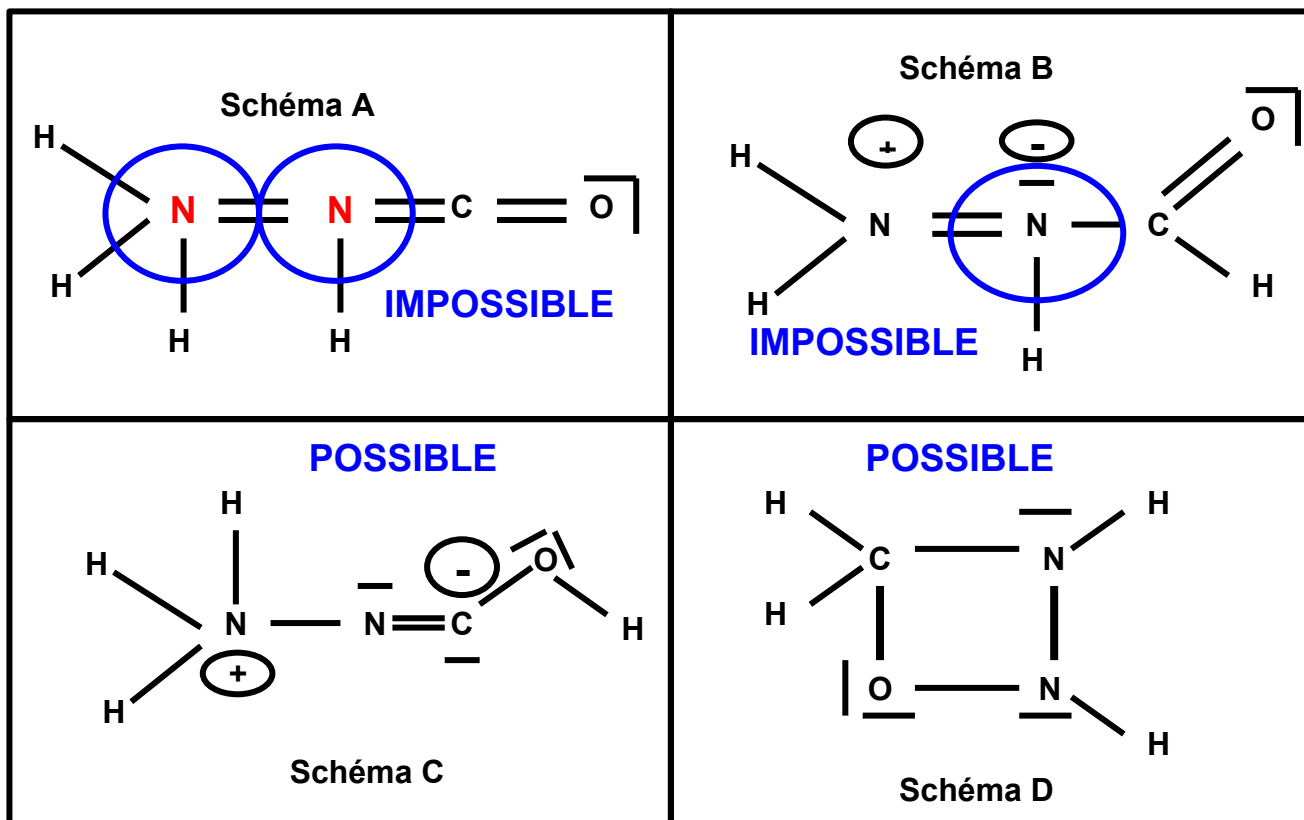 Schéma A
H
N N C O
H
H H
IMPOSSIBLE
Schéma B
O
+ -
H
N N C
H
H
IMPOSSIBLE
H
POSSIBLE
H
- O
H
N N C
H
+
H
Schéma C
POSSIBLE
H H
C N
H
O N
H
Schéma D